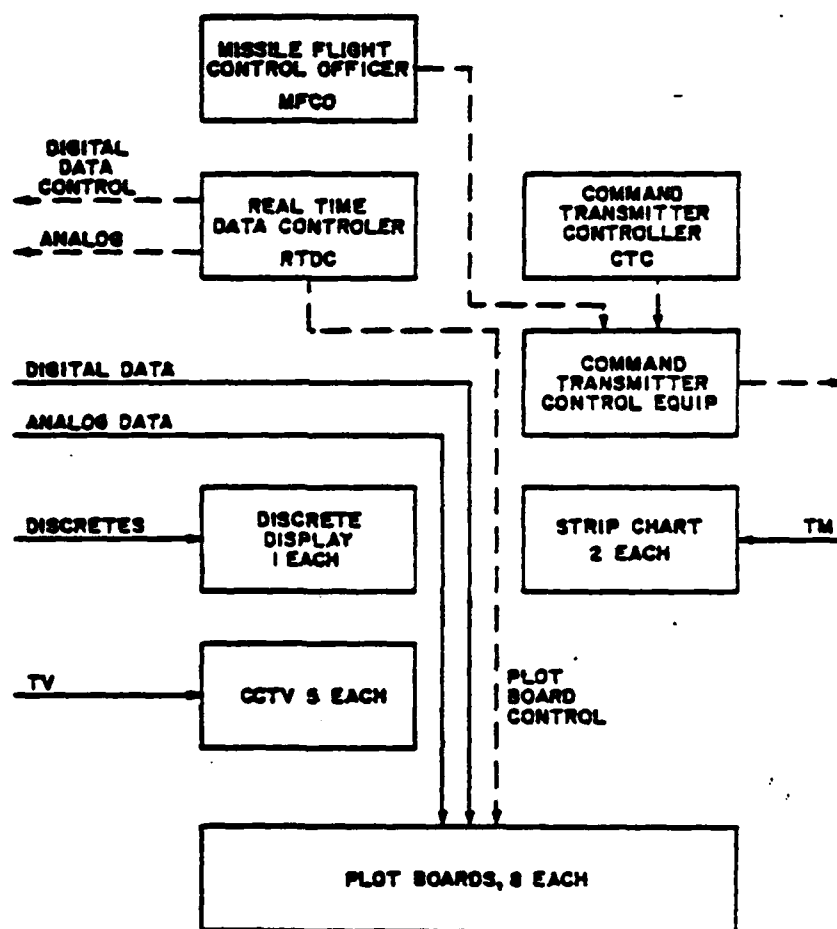 MISSILE FLIGHT
CONTROL OFFICER
MFCO
DIGITAL
DATA
CONTROL
ANALOG
REAL TIME
DATA CONTROLER
RTDC
COMMAND
TRANSMITTER
CONTROLLER
CTC
DIGITAL DATA
ANALOG DATA
COMMAND
TRANSMITTER
CONTROL EQUIP
DISCRETES
DISCRETE
DISPLAY
1 EACH
STRIP CHART
2 EACH
TM
TV
CCTV 5 EACH
PLOT
BOARD
CONTROL
PLOT BOARDS, 8 EACH